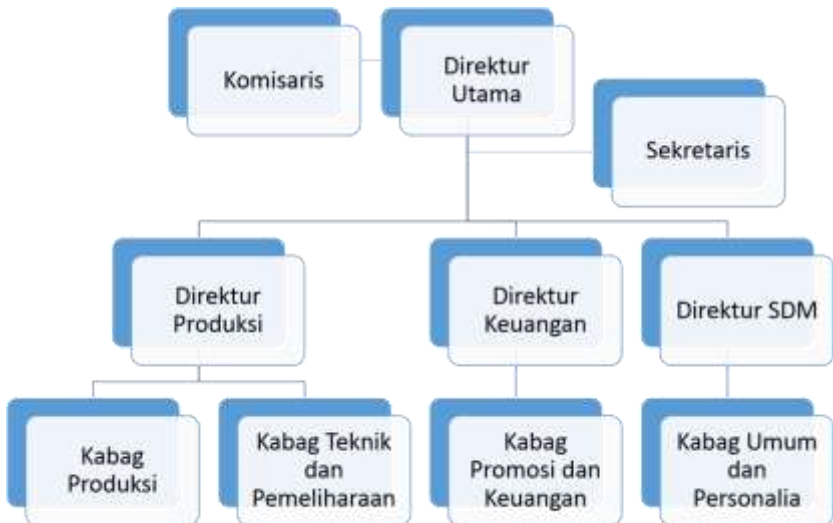 Komisaris
Direktur
Utama
Sekretaris
Direktur
Produksi
Direktur
Keuangan
Direktur SDM
Kabag
Produksi
Kabag Teknik
dan
Pemeliharaan
Kabag
Promosi dan
Keuangan
Kabag Umum
dan
Personalia